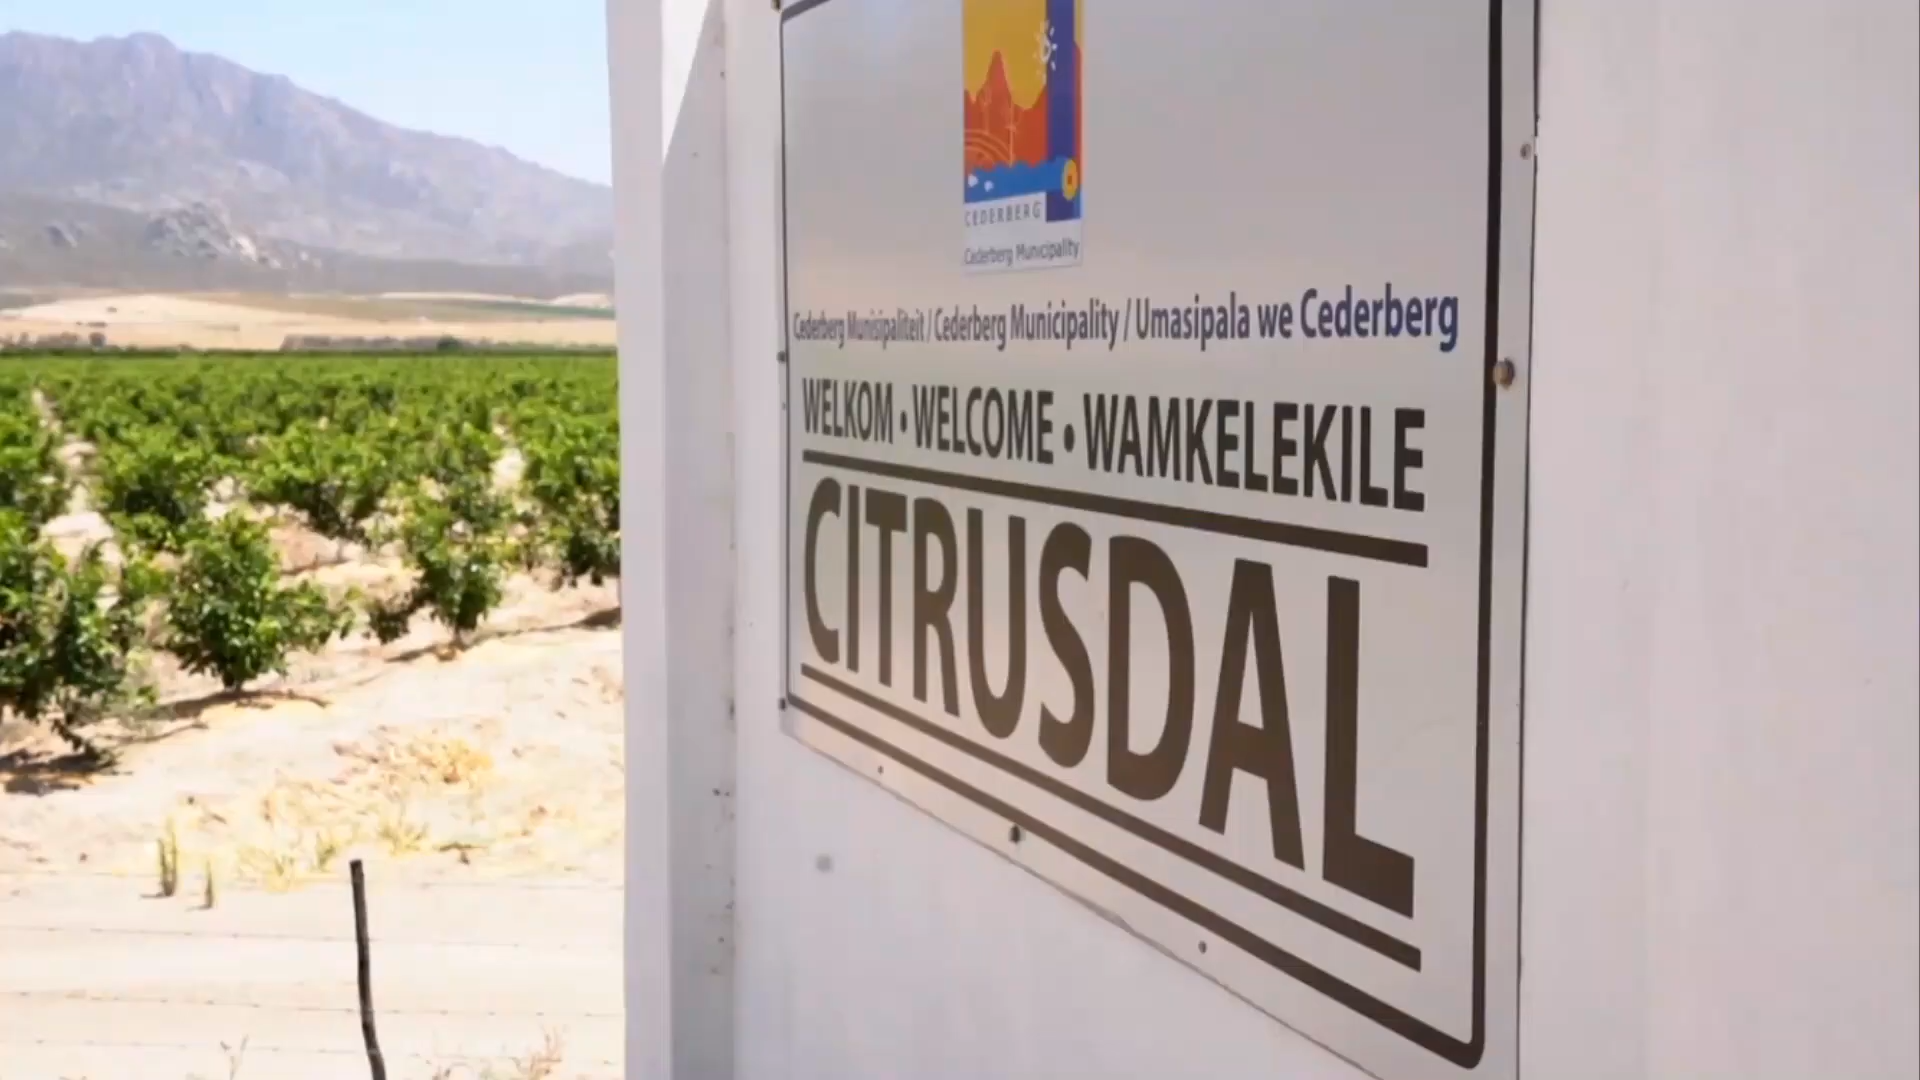 CEDERBERG
Cederberg Municipality
Cederberg Munisipaliteit / Cederberg Municipality / Umasipala we Cederberg
WELKOM • WELCOME • WAMKELEKILE
CITRUSDAL